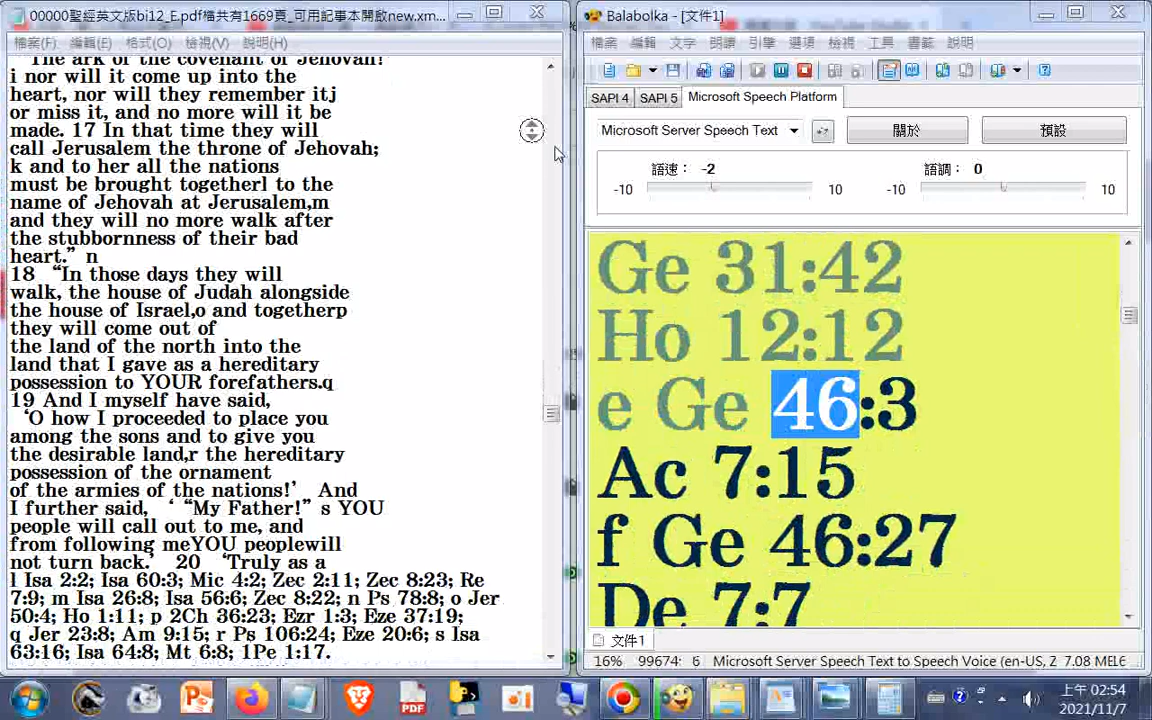 00000聖經英文版bi12_E.pdf檔共有1669頁_可用記事本開啟new.xm...
檔案(F) 編輯(E) 格式(O) 檢視(V) 說明(H)
"The ark of the covenant of Jehovah!"
i nor will it come up into the
heart, nor will they remember itj
or miss it, and no more will it be
made. 17 In that time they will
call Jerusalem the throne of Jehovah;
k and to her all the nations
must be brought togetherl to the
name of Jehovah at Jerusalem,m
and they will no more walk after
the stubbornness of their bad
heart.” n
18 “In those days they will
walk, the house of Judah alongside
the house of Israel,o and togetherp
they will come out of
the land of the north into the
land that I gave as a hereditary
possession to YOUR forefathers.q
19 And I myself have said,
‘O how I proceeded to place you
among the sons and to give you
the desirable land,r the hereditary
possession of the ornament
of the armies of the nations!’ And
I further said, ‘ “My Father!” s YOU
people will call out to me, and
from following meYOU peoplewill
not turn back.’ 20 ‘Truly as a
l Isa 2:2; Isa 60:3; Mic 4:2; Zec 2:11; Zec 8:23; Re
7:9; m Isa 26:8; Isa 56:6; Zec 8:22; n Ps 78:8; o Jer
50:4; Ho 1:11; p 2Ch 36:23; Ezr 1:3; Eze 37:19;
q Jer 23:8; Am 9:15; r Ps 106:24; Eze 20:6; s Isa
63:16; Isa 64:8; Mt 6:8; 1Pe 1:17.
Balabolka - [文件1]
檔案 編輯 文字 朗讀 引擎 選項 檢視 工具 書籤 說明
SAPI 4 SAPI 5 Microsoft Speech Platform
Microsoft Server Speech Text 關於 預設
語速： -2 語調： 0
-10 10 -10 10
Ge 31:42
Ho 12:12
e Ge 46:3
Ac 7:15
f Ge 46:27
De 7:7
文件1
16% 99674: 6 Microsoft Server Speech Text to Speech Voice (en-US, Z 7.08 MЕ
上午 02:54
2021/11/7